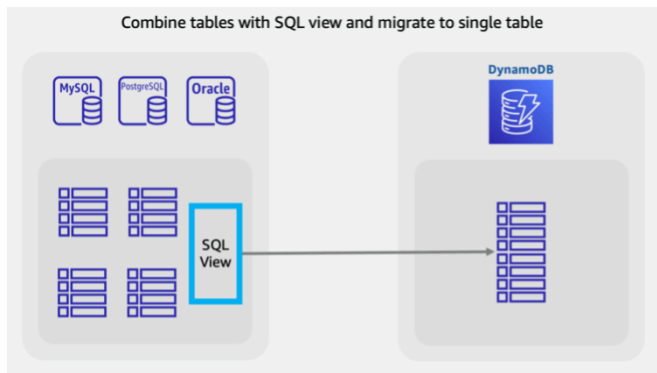 Combine tables with SQL view and migrate to single table
MySQL
PostgreSQL
Oracle
DynamoDB
SQL
View